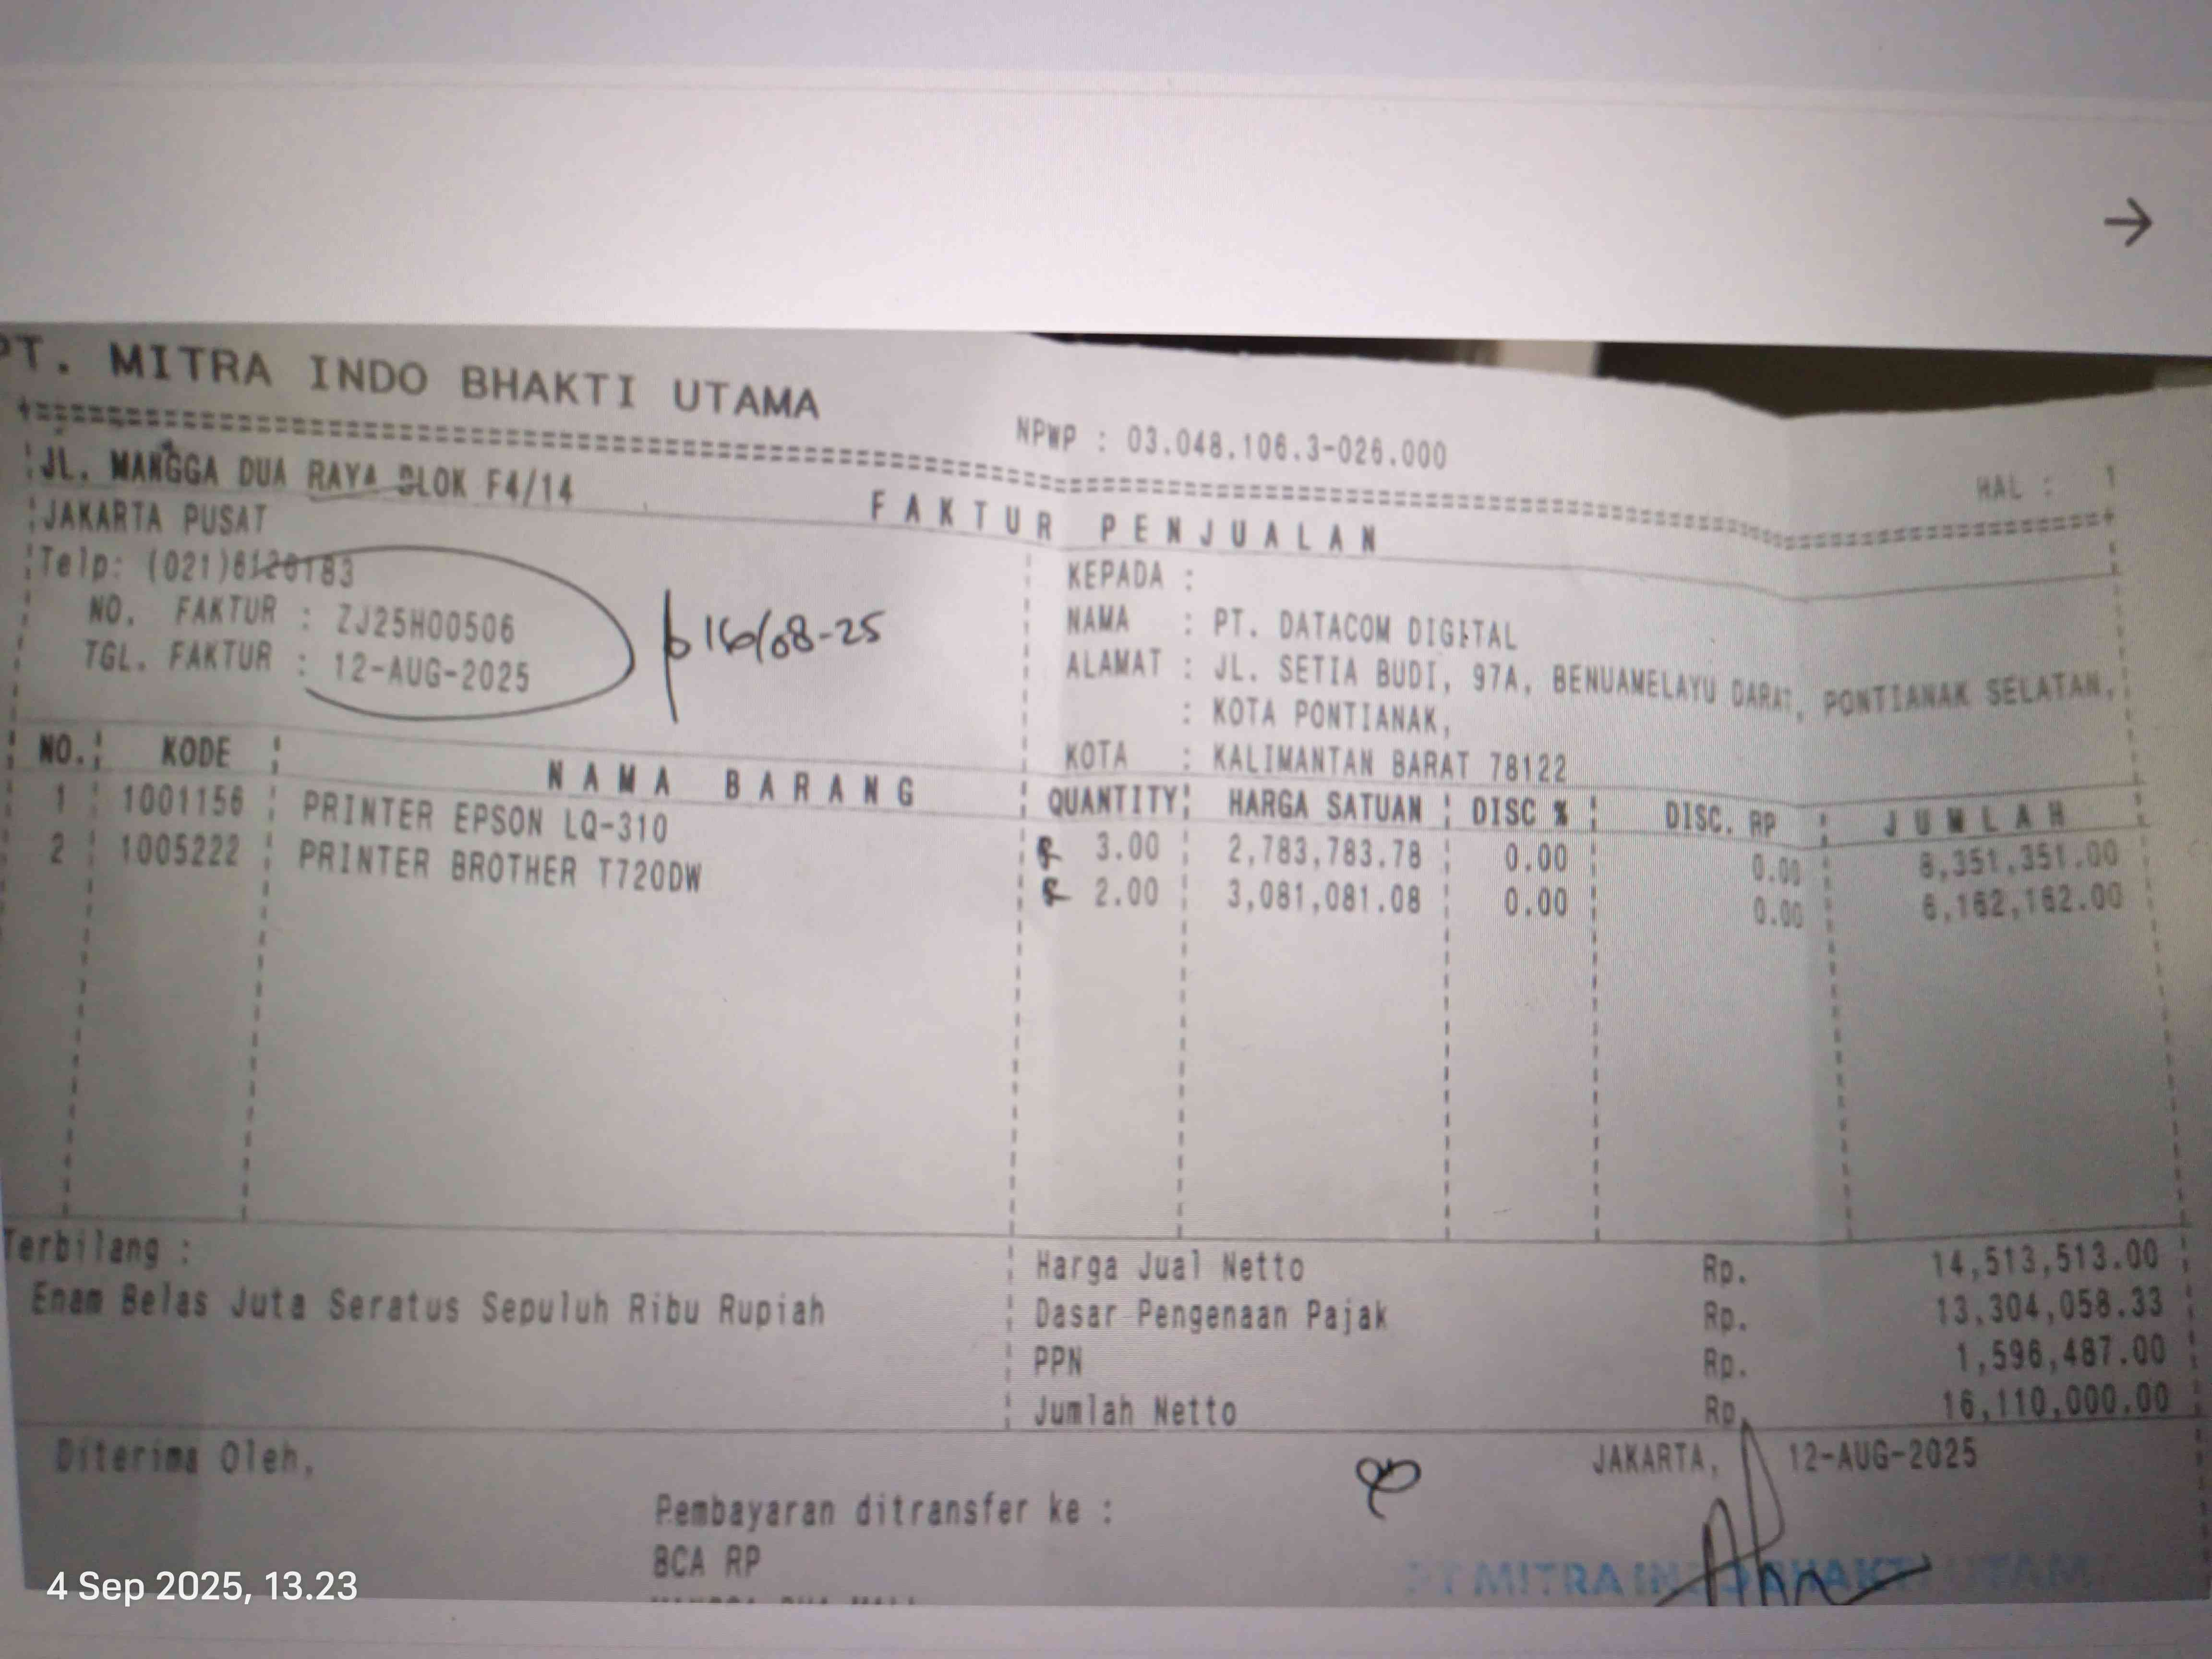 PT. MITRA INDO BHAKTI UTAMA
NPWP : 03.048.106.3-026.000
HAL : 1
JL. MANGGA DUA RAYA BLOK F4/14
JAKARTA PUSAT
Telp: (021)6126183
FAKTUR PENJUALAN
NO. FAKTUR : ZJ25H00506
TGL. FAKTUR : 12-AUG-2025
16/08-25
KEPADA :
NAMA : PT. DATACOM DIGITAL
ALAMAT : JL. SETIA BUDI, 97A, BENUAMELAYU DARAT, PONTIANAK SELATAN,
: KOTA PONTIANAK,
KOTA : KALIMANTAN BARAT 78122
NO. KODE NAMA BARANG QUANTITY HARGA SATUAN DISC % DISC. RP JUMLAH
1 1001156 PRINTER EPSON LQ-310 3.00 2,783,783.78 0.00 0.00 8,351,351.00
2 1005222 PRINTER BROTHER T720DW 2.00 3,081,081.08 0.00 0.00 6,162,162.00
Terbilang :
Enam Belas Juta Seratus Sepuluh Ribu Rupiah
Harga Jual Netto Rp. 14,513,513.00
Dasar Pengenaan Pajak Rp. 13,304,058.33
PPN Rp. 1,596,487.00
Jumlah Netto Rp. 16,110,000.00
Diterima Oleh,
JAKARTA, 12-AUG-2025
Pembayaran ditransfer ke :
BCA RP
PT MITRA INDO BHAKTI UTAM
4 Sep 2025, 13.23